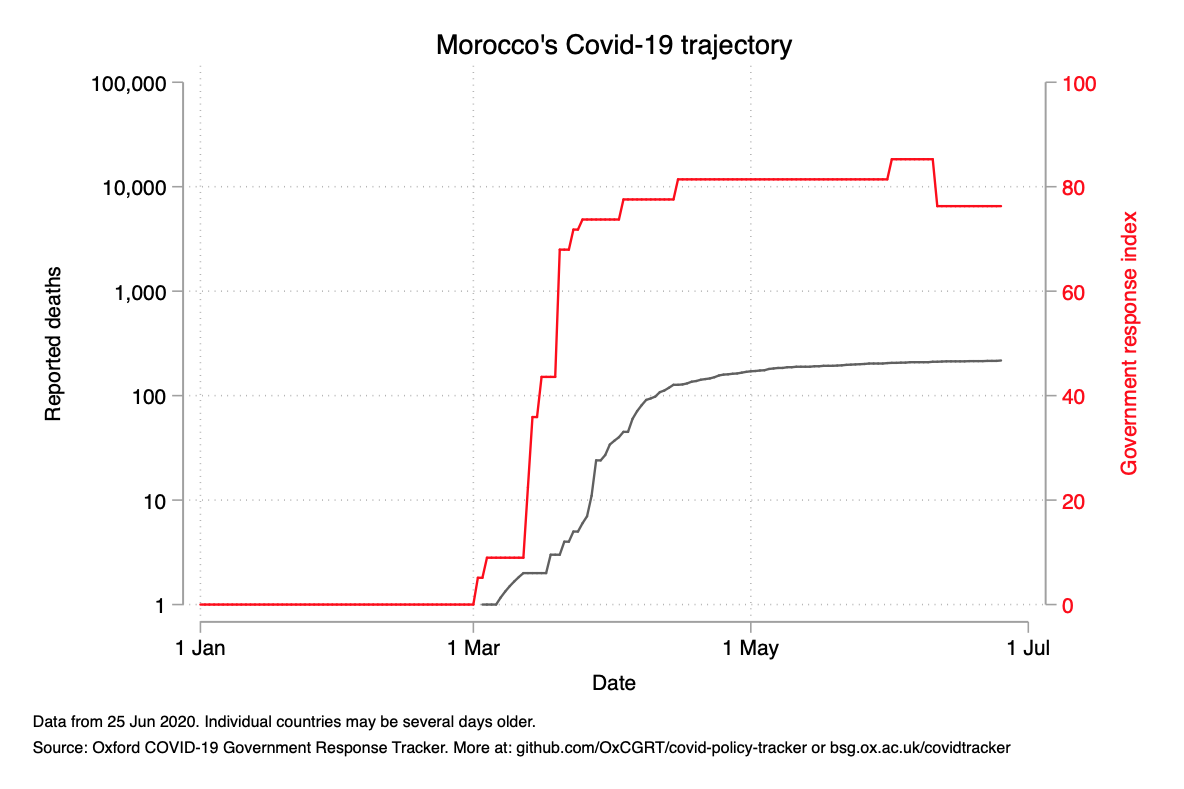 Morocco's Covid-19 trajectory
100,000
10,000
1,000
100
10
1
Reported deaths
100
80
60
40
20
0
Government response index
1 Jan
1 Mar
1 May
1 Jul
Date
Data from 25 Jun 2020. Individual countries may be several days older.
Source: Oxford COVID-19 Government Response Tracker. More at: github.com/OxCGRT/covid-policy-tracker or bsg.ox.ac.uk/covidtracker